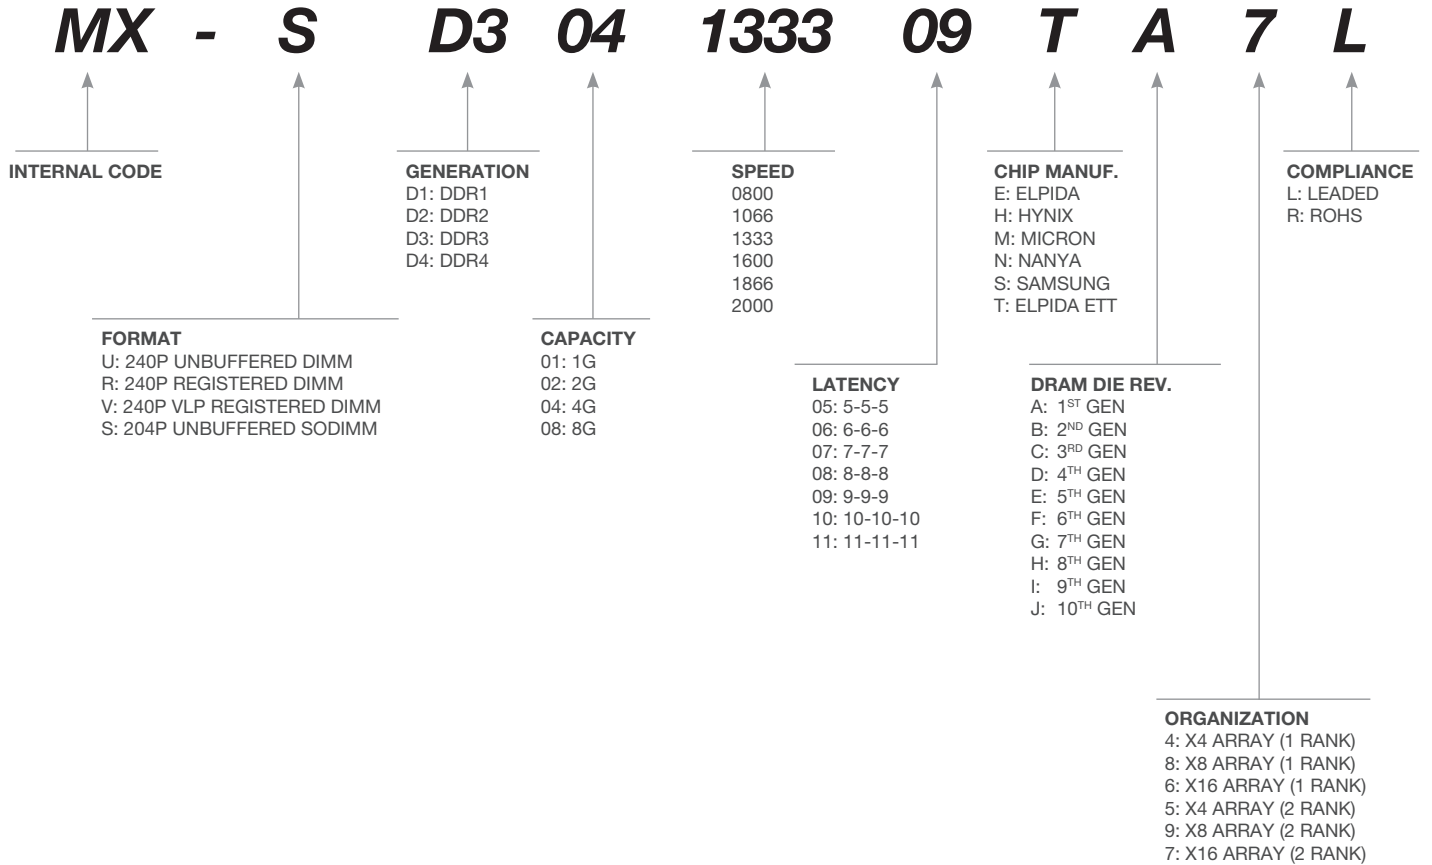 MX - S D3 04 1333 09 T A 7 L
INTERNAL CODE
FORMAT
U: 240P UNBUFFERED DIMM
R: 240P REGISTERED DIMM
V: 240P VLP REGISTERED DIMM
S: 204P UNBUFFERED SODIMM
GENERATION
D1: DDR1
D2: DDR2
D3: DDR3
D4: DDR4
CAPACITY
01: 1G
02: 2G
04: 4G
08: 8G
SPEED
0800
1066
1333
1600
1866
2000
LATENCY
05: 5-5-5
06: 6-6-6
07: 7-7-7
08: 8-8-8
09: 9-9-9
10: 10-10-10
11: 11-11-11
CHIP MANUF.
E: ELPIDA
H: HYNIX
M: MICRON
N: NANYA
S: SAMSUNG
T: ELPIDA ETT
DRAM DIE REV.
A: 1ST GEN
B: 2ND GEN
C: 3RD GEN
D: 4TH GEN
E: 5TH GEN
F: 6TH GEN
G: 7TH GEN
H: 8TH GEN
I: 9TH GEN
J: 10TH GEN
ORGANIZATION
4: X4 ARRAY (1 RANK)
8: X8 ARRAY (1 RANK)
6: X16 ARRAY (1 RANK)
5: X4 ARRAY (2 RANK)
9: X8 ARRAY (2 RANK)
7: X16 ARRAY (2 RANK)
COMPLIANCE
L: LEADED
R: ROHS